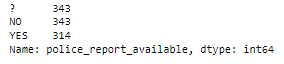 ?      343
NO     343
YES    314
Name: police_report_available, dtype: int64